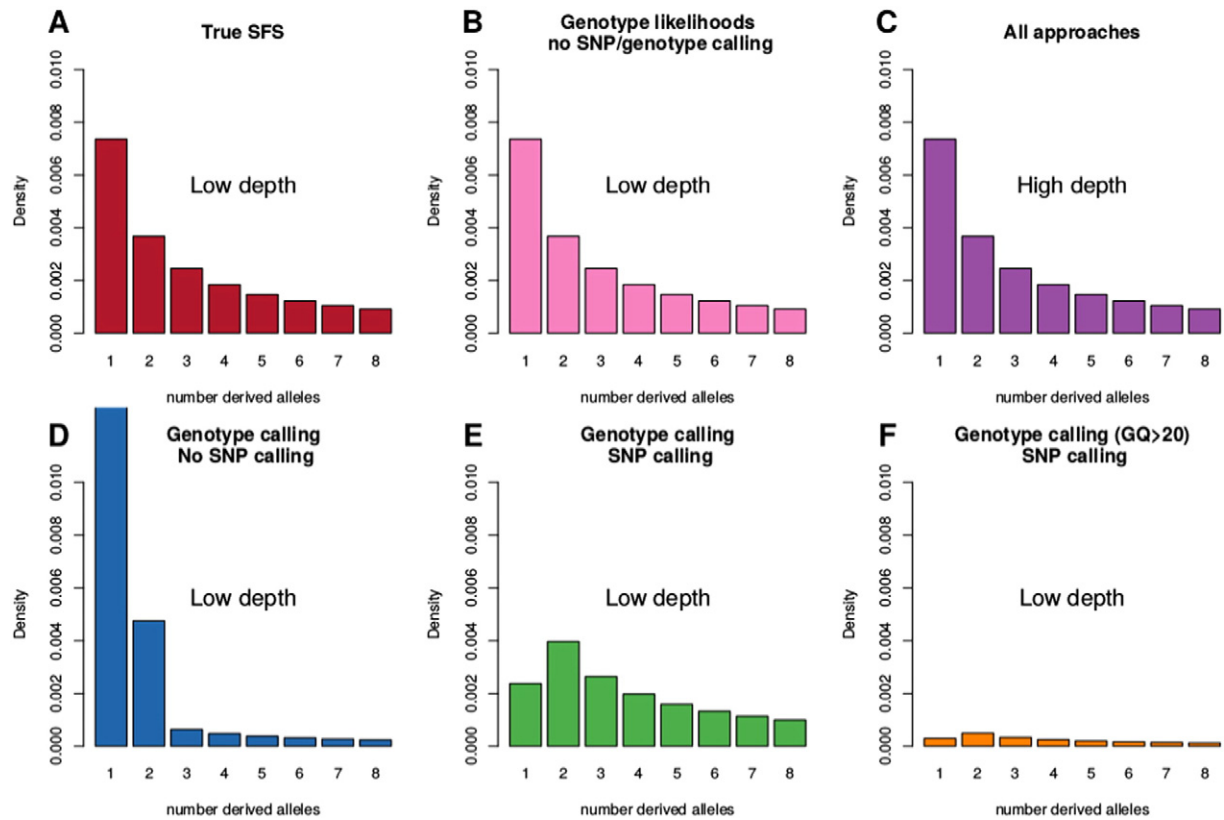 A
True SFS
Density
0.000 0.002 0.004 0.006 0.008 0.010
Low depth
1 2 3 4 5 6 7 8
number derived alleles
B
Genotype likelihoods
no SNP/genotype calling
Density
0.000 0.002 0.004 0.006 0.008 0.010
Low depth
1 2 3 4 5 6 7 8
number derived alleles
C
All approaches
Density
0.000 0.002 0.004 0.006 0.008 0.010
High depth
1 2 3 4 5 6 7 8
number derived alleles
D
Genotype calling
No SNP calling
Density
0.000 0.002 0.004 0.006 0.008 0.010
Low depth
1 2 3 4 5 6 7 8
number derived alleles
E
Genotype calling
SNP calling
Density
0.000 0.002 0.004 0.006 0.008 0.010
Low depth
1 2 3 4 5 6 7 8
number derived alleles
F
Genotype calling (GQ>20)
SNP calling
Density
0.000 0.002 0.004 0.006 0.008 0.010
Low depth
1 2 3 4 5 6 7 8
number derived alleles